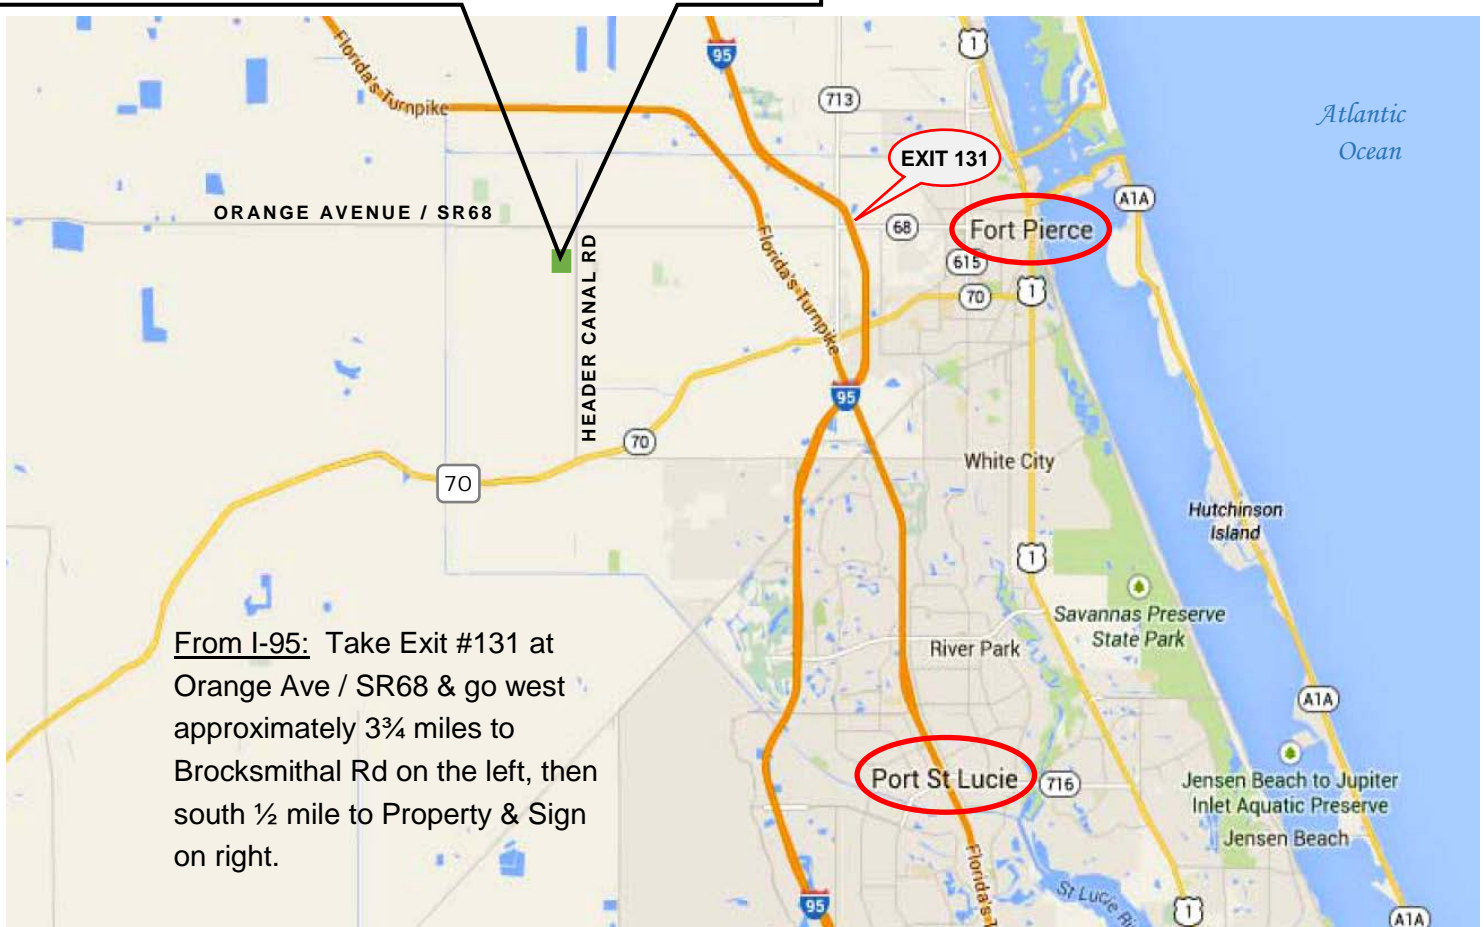 1
95
Florida's Turnpike
713
Atlantic
Ocean
EXIT 131
A1A
ORANGE AVENUE / SR68
68
Fort Pierce
HEADER CANAL RD
Florida's Turnpike
615
70
1
95
70
White City
70
Hutchinson
Island
1
Savannas Preserve
State Park
From I-95: Take Exit #131 at
Orange Ave / SR68 & go west
approximately 3¾ miles to
Brocksmithal Rd on the left, then
south ½ mile to Property & Sign
on right.
River Park
A1A
Port St Lucie
716
Jensen Beach to Jupiter
Inlet Aquatic Preserve
Jensen Beach
Florida's T
St Lucie Ri
95
1
A1A